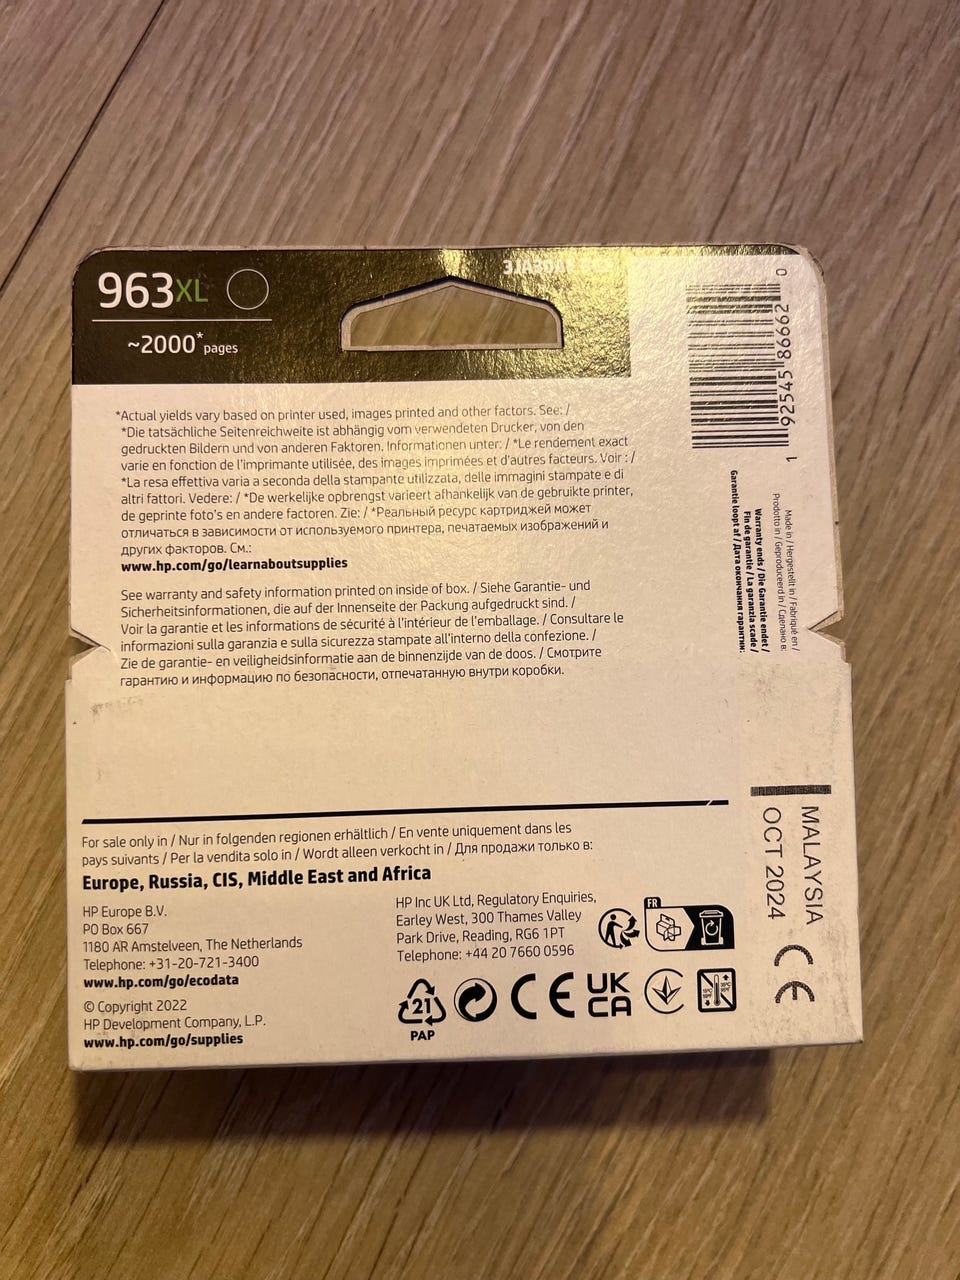 963XL
~2000* pages
*Actual yields vary based on printer used, images printed and other factors. See: /
*Die tatsächliche Seitenreichweite ist abhängig vom verwendeten Drucker, von den
gedruckten Bildern und von anderen Faktoren. Informationen unter: / *Le rendement exact
varie en fonction de l'imprimante utilisée, des images imprimées et d'autres facteurs. Voir : /
*La resa effettiva varia a seconda della stampante utilizzata, delle immagini stampate e di
altri fattori. Vedere: / *De werkelijke opbrengst varieert afhankelijk van de gebruikte printer,
de geprinte foto's en andere factoren. Zie: / *Реальный ресурс картриджей может
отличаться в зависимости от используемого принтера, печатаемых изображений и
других факторов. См.:
www.hp.com/go/learnaboutsupplies
See warranty and safety information printed on inside of box. / Siehe Garantie- und
Sicherheitsinformationen, die auf der Innenseite der Packung aufgedruckt sind. /
Voir la garantie et les informations de sécurité à l'intérieur de l'emballage. / Consultare le
informazioni sulla garanzia e sulla sicurezza stampate all'interno della confezione. /
Zie de garantie- en veiligheidsinformatie aan de binnenzijde van de doos. / Смотрите
гарантию и информацию по безопасности, отпечатанную внутри коробки.
For sale only in / Nur in folgenden regionen erhältlich / En vente uniquement dans les
pays suivants / Per la vendita solo in / Wordt alleen verkocht in / Для продажи только в:
Europe, Russia, CIS, Middle East and Africa
HP Europe B.V.
PO Box 667
1180 AR Amstelveen, The Netherlands
Telephone: +31-20-721-3400
www.hp.com/go/ecodata
© Copyright 2022
HP Development Company, L.P.
www.hp.com/go/supplies
HP Inc UK Ltd, Regulatory Enquiries,
Earley West, 300 Thames Valley
Park Drive, Reading, RG6 1PT
Telephone: +44 20 7660 0596
FR
21
PAP
CE
UK
CA
1 92545 86662 0
Made in / Hergestellt in / Fabriqué en /
Prodotto in / Geproduceerd in / Сделано в:
Warranty ends / Die Garantie endet /
Fin de garantie / La garanzia scade /
Garantie loopt af / Дата окончания гарантии:
MALAYSIA
OCT 2024
CE